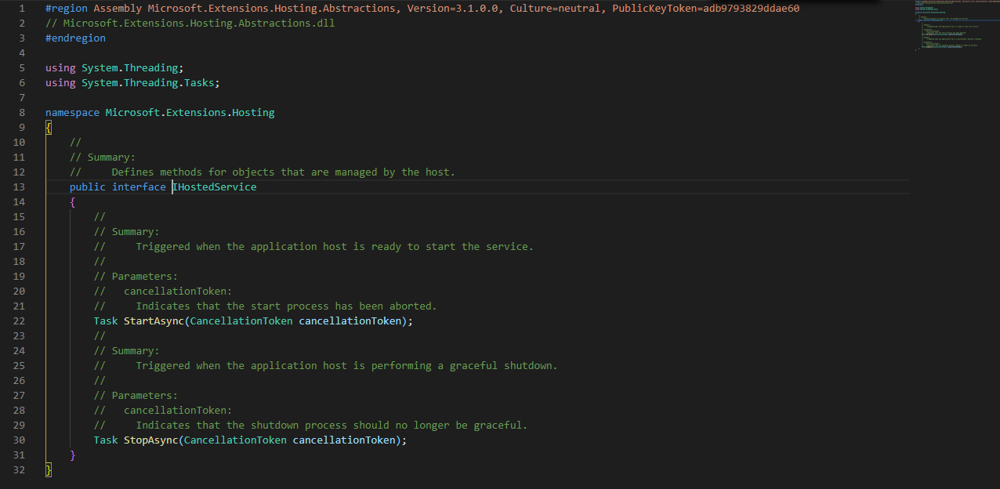 1 #region Assembly Microsoft.Extensions.Hosting.Abstractions, Version=3.1.0.0, Culture=neutral, PublicKeyToken=adb9793829ddae60
2 // Microsoft.Extensions.Hosting.Abstractions.dll
3 #endregion
4
5 using System.Threading;
6 using System.Threading.Tasks;
7
8 namespace Microsoft.Extensions.Hosting
9 {
10     //
11     // Summary:
12     //     Defines methods for objects that are managed by the host.
13     public interface IHostedService
14     {
15         //
16         // Summary:
17         //     Triggered when the application host is ready to start the service.
18         //
19         // Parameters:
20         //   cancellationToken:
21         //     Indicates that the start process has been aborted.
22         Task StartAsync(CancellationToken cancellationToken);
23         //
24         // Summary:
25         //     Triggered when the application host is performing a graceful shutdown.
26         //
27         // Parameters:
28         //   cancellationToken:
29         //     Indicates that the shutdown process should no longer be graceful.
30         Task StopAsync(CancellationToken cancellationToken);
31     }
32 }